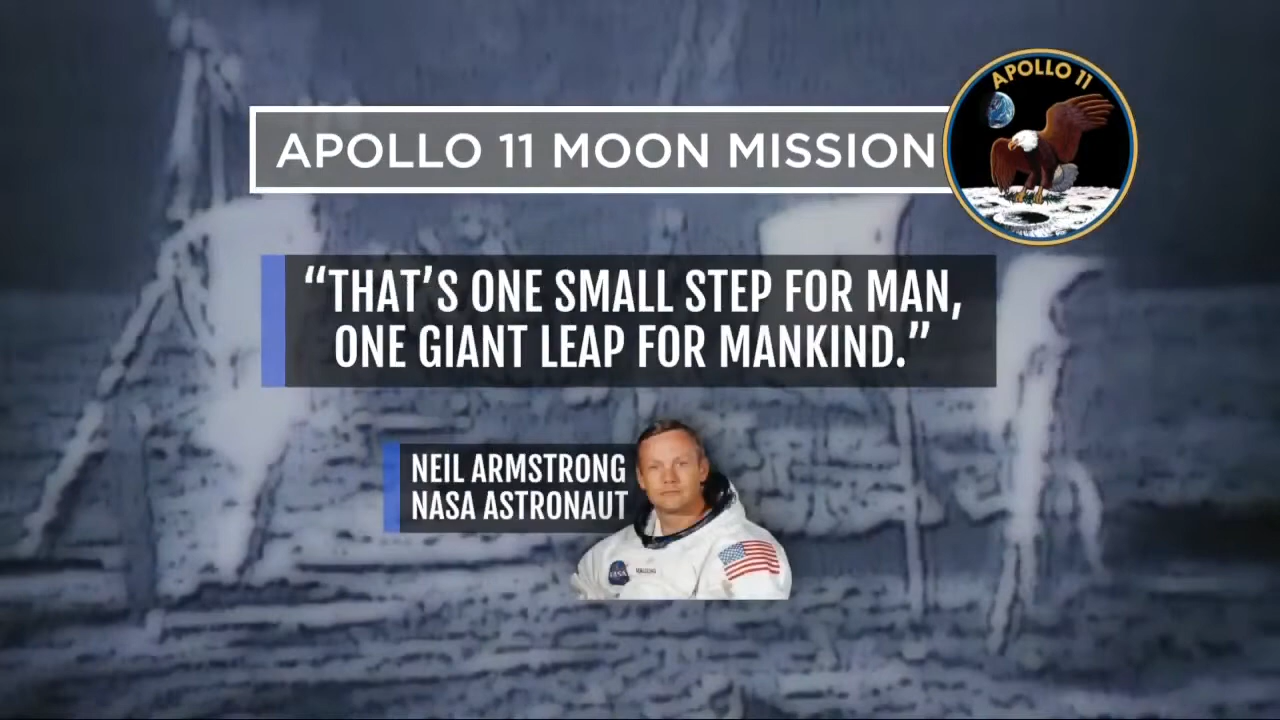 APOLLO 11
APOLLO 11 MOON MISSION
“THAT’S ONE SMALL STEP FOR MAN,
ONE GIANT LEAP FOR MANKIND.”
NEIL ARMSTRONG
NASA ASTRONAUT
NASA